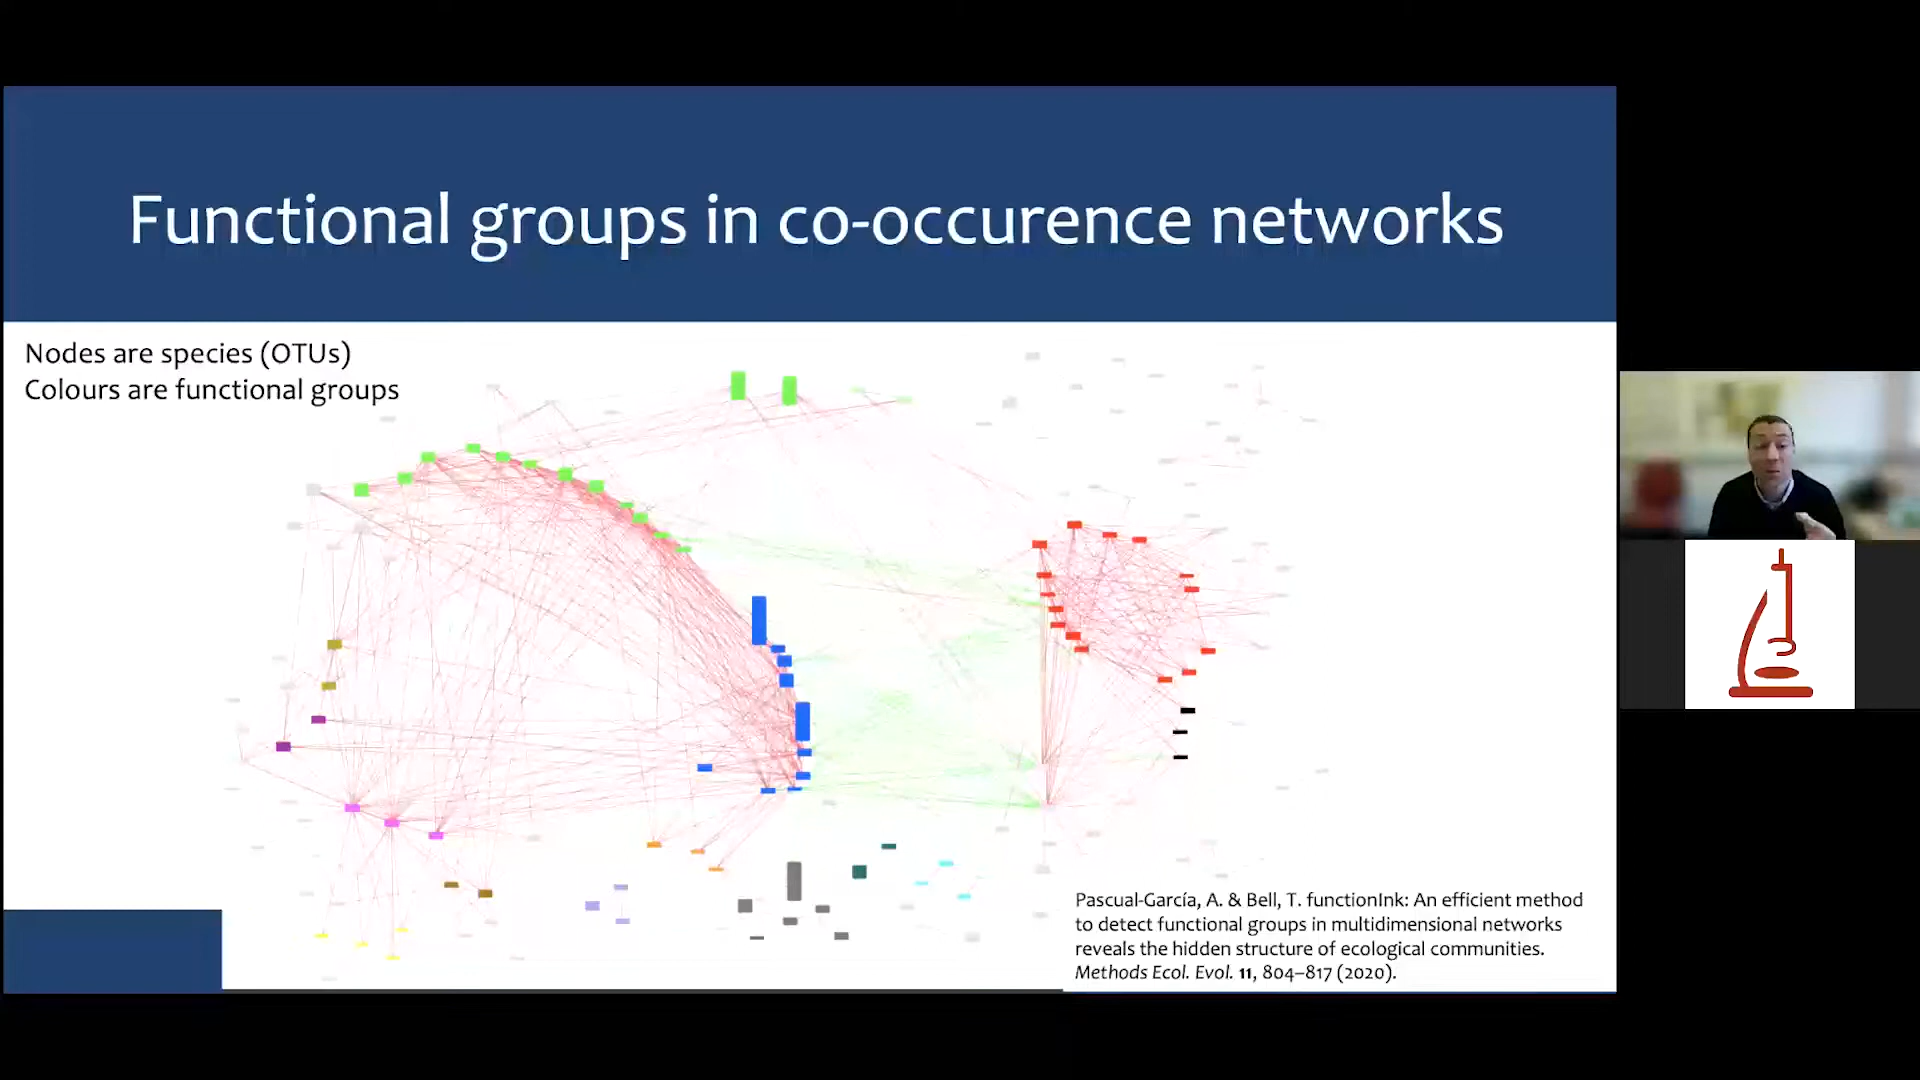 Functional groups in co-occurence networks
Nodes are species (OTUs)
Colours are functional groups
Pascual-García, A. & Bell, T. functionInk: An efficient method
to detect functional groups in multidimensional networks
reveals the hidden structure of ecological communities.
Methods Ecol. Evol. 11, 804–817 (2020).